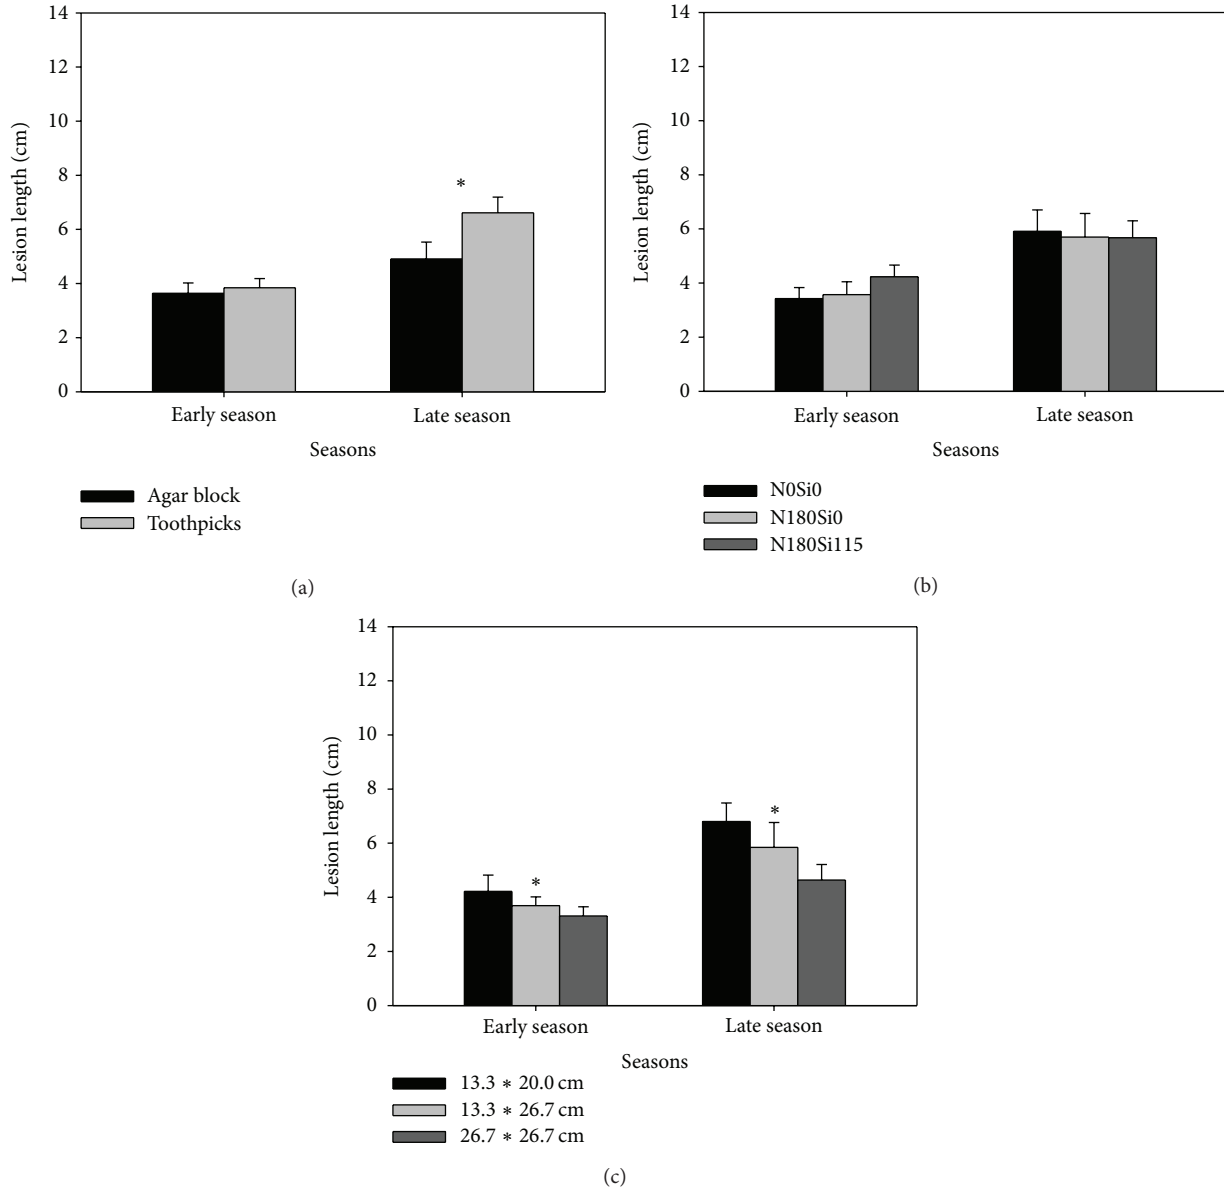 14
12
10
8
6
4
2
0
Lesion length (cm)
*
Early season
Late season
Seasons
Agar block
Toothpicks
(a)
14
12
10
8
6
4
2
0
Lesion length (cm)
Early season
Late season
Seasons
N0Si0
N180Si0
N180Si115
(b)
14
12
10
8
6
4
2
0
Lesion length (cm)
*
*
Early season
Late season
Seasons
13.3 * 20.0 cm
13.3 * 26.7 cm
26.7 * 26.7 cm
(c)